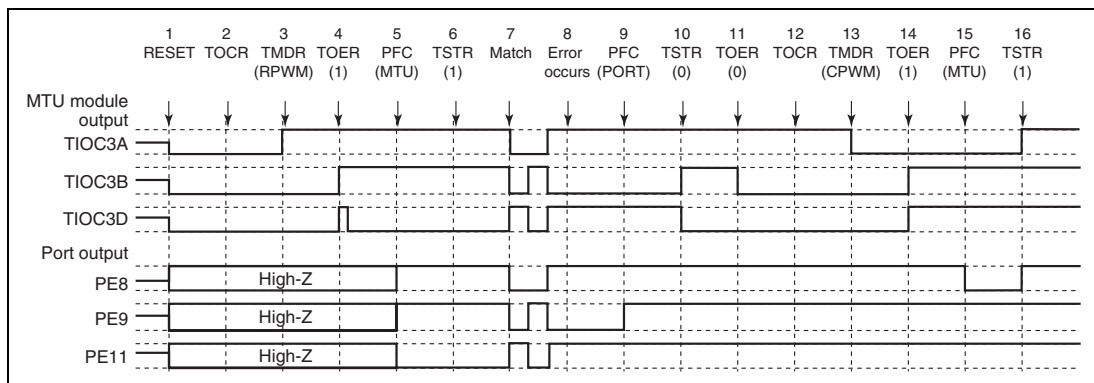 1 2 3 4 5 6 7 8 9 10 11 12 13 14 15 16
RESET TOCR TMDR TOER PFC TSTR Match Error PFC TSTR TOER TOCR TMDR TOER PFC TSTR
(RPWM) (1) (MTU) (1) occurs (PORT) (0) (0) (CPWM) (1) (MTU) (1)
MTU module
output
TIOC3A
TIOC3B
TIOC3D
Port output
PE8 High-Z
PE9 High-Z
PE11 High-Z